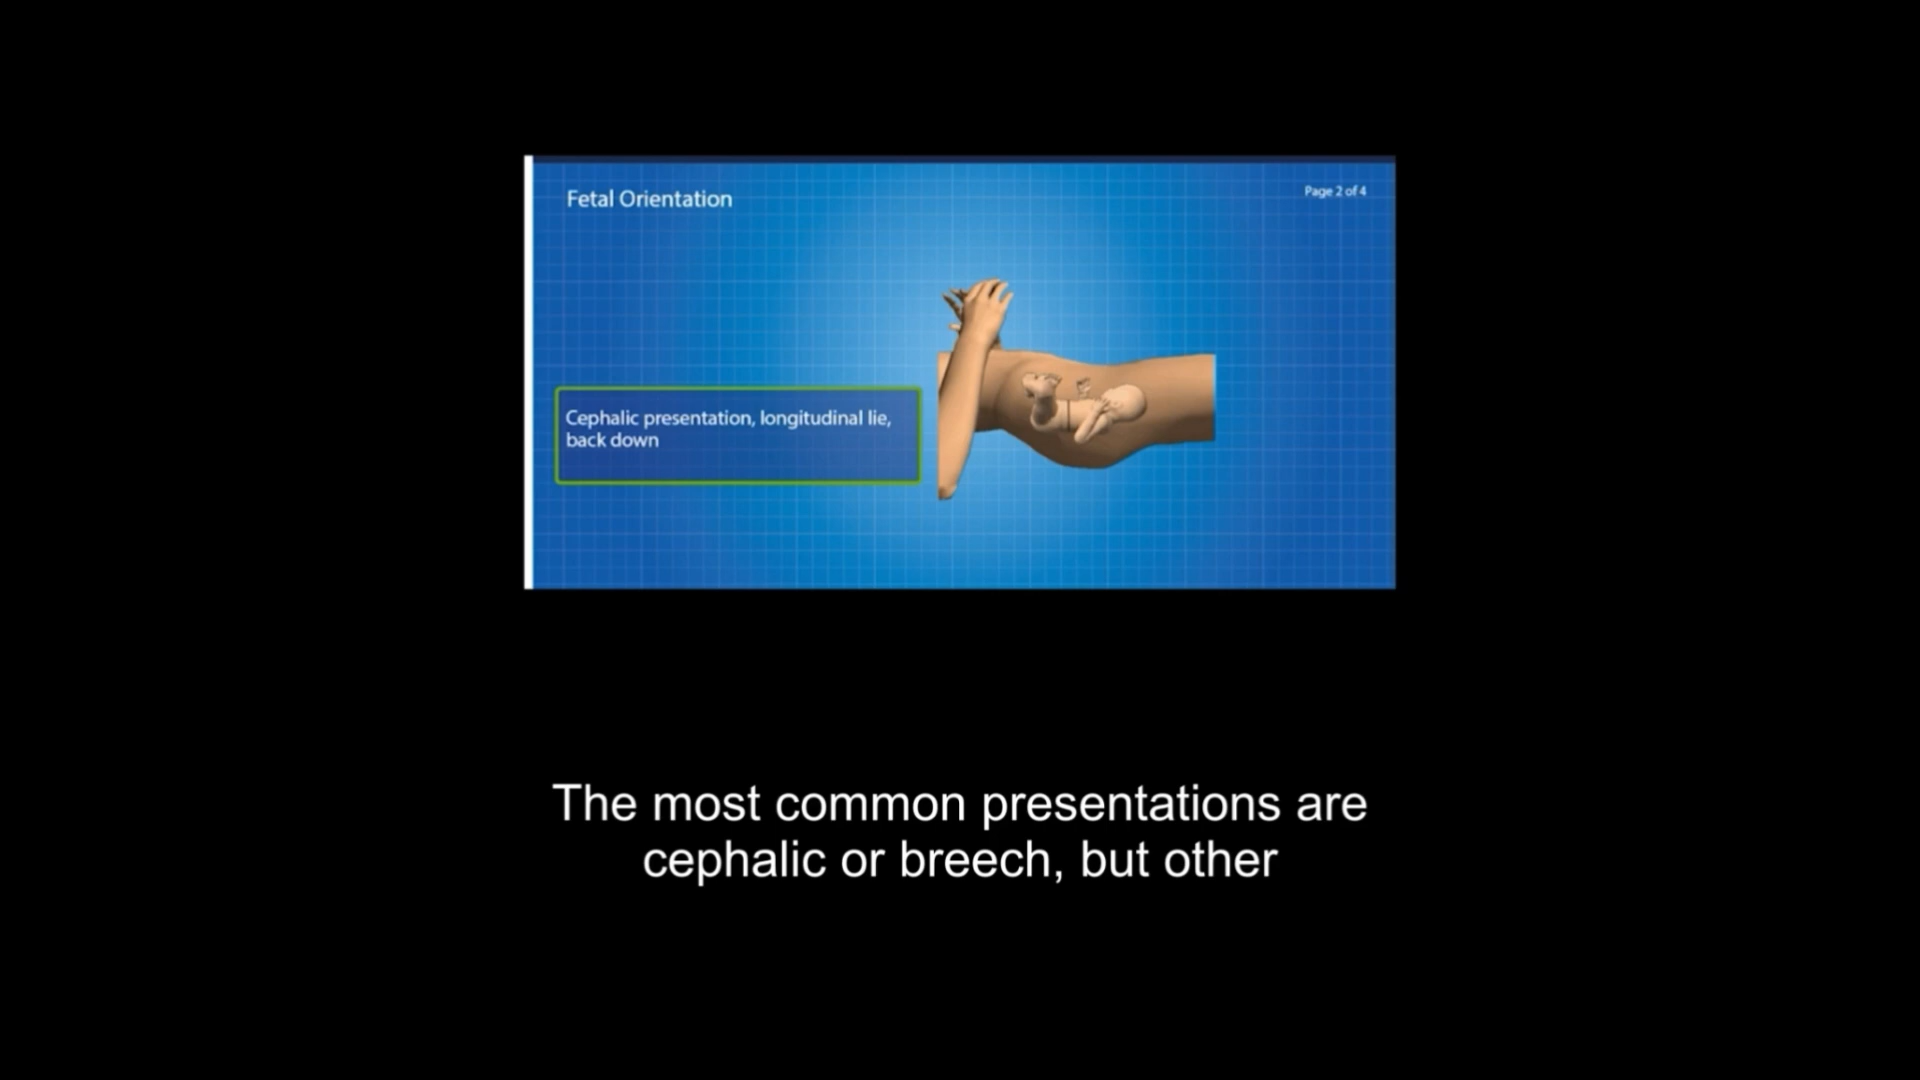 Fetal Orientation
Page 2 of 4
Cephalic presentation, longitudinal lie,
back down
The most common presentations are
cephalic or breech, but other